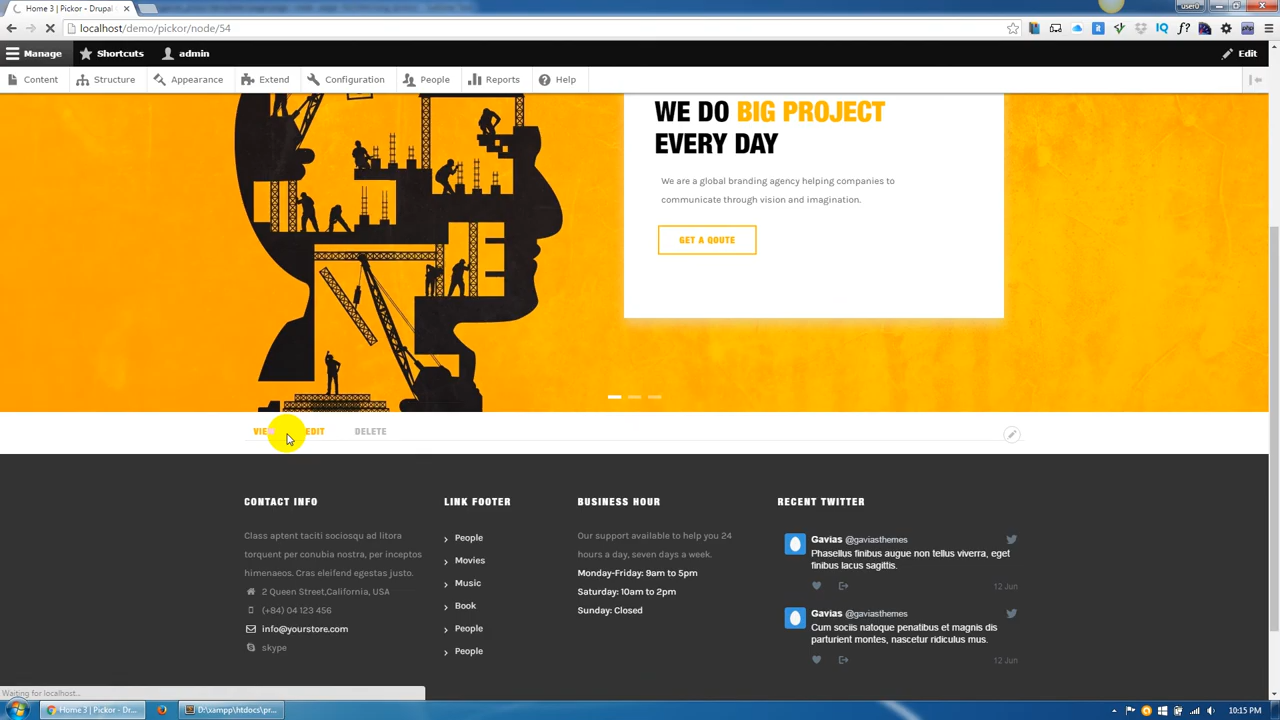 Home 3 | Pickor - Drupal
user0
localhost/demo/pickor/node/54
Manage Shortcuts admin Edit
Content Structure Appearance Extend Configuration People Reports Help
WE DO BIG PROJECT
EVERY DAY
We are a global branding agency helping companies to
communicate through vision and imagination.
GET A QOUTE
VIEW EDIT DELETE
CONTACT INFO
Class aptent taciti sociosqu ad litora
torquent per conubia nostra, per inceptos
himenaeos. Cras eleifend egestas justo.
2 Queen Street,California, USA
(+84) 04 123 456
info@yourstore.com
skype
LINK FOOTER
People
Movies
Music
Book
People
People
BUSINESS HOUR
Our support available to help you 24
hours a day, seven days a week.
Monday-Friday: 9am to 5pm
Saturday: 10am to 2pm
Sunday: Closed
RECENT TWITTER
Gavias @gaviasthemes
Phasellus finibus augue non tellus viverra, eget
finibus lacus sagittis.
12 Jun
Gavias @gaviasthemes
Cum sociis natoque penatibus et magnis dis
parturient montes, nascetur ridiculus mus.
12 Jun
Waiting for localhost...
Home 3 | Pickor - Dr... D:\xampp\htdocs\pr... 10:15 PM